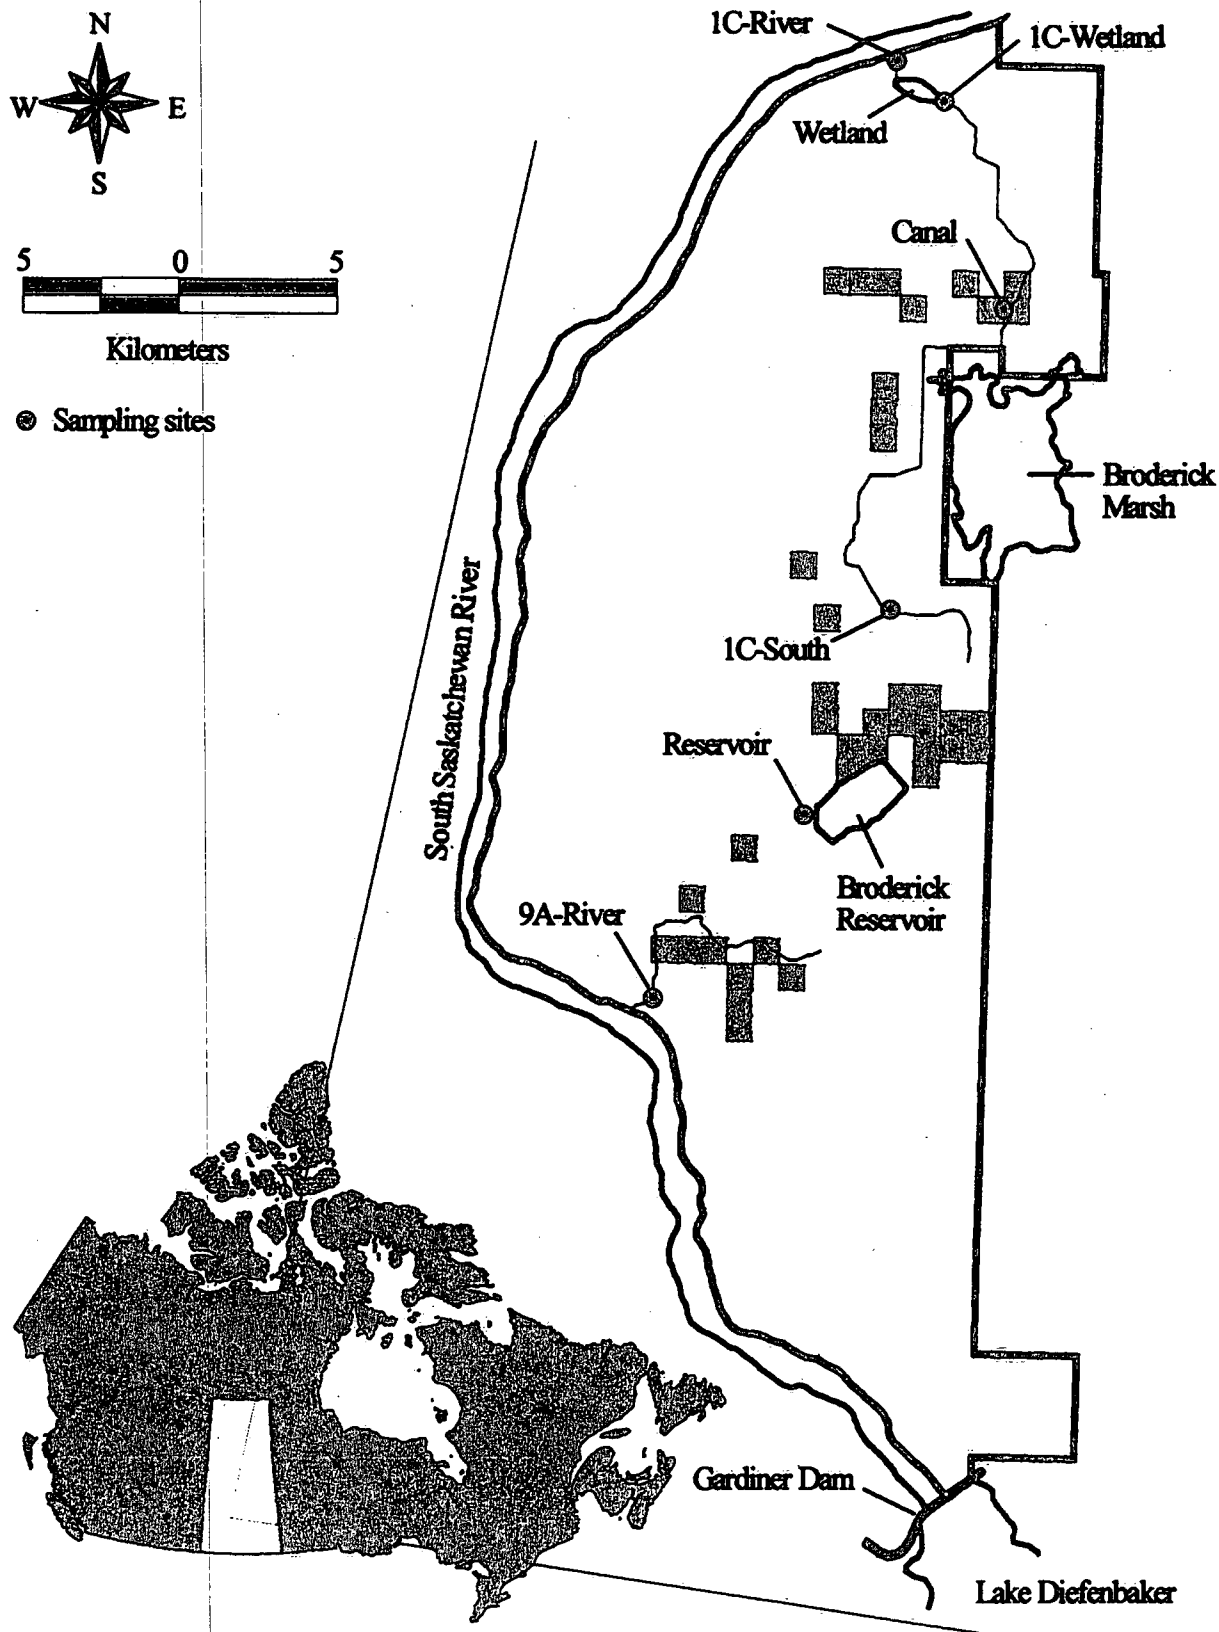 N
W E
S
5 0 5
Kilometers
Sampling sites
1C-River
1C-Wetland
Wetland
Canal
Broderick
Marsh
South Saskatchewan River
1C-South
Reservoir
Broderick
Reservoir
9A-River
Gardiner Dam
Lake Diefenbaker